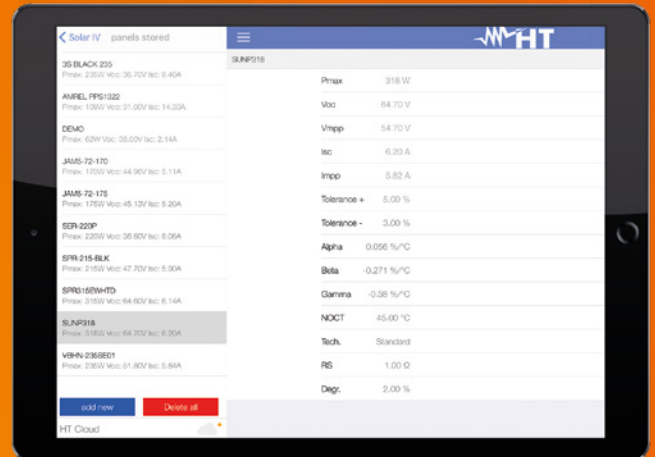 Solar IV panels stored
3S BLACK 235
Pmax: 235W Voc: 36.70V Isc: 8.40A
AMREL PPS1322
Pmax: 109W Voc: 31.00V Isc: 14.20A
DEMO
Pmax: 62W Voc: 38.00V Isc: 2.14A
JAM5-72-170
Pmax: 170W Voc: 44.96V Isc: 5.11A
JAM5-72-175
Pmax: 175W Voc: 45.13V Isc: 5.20A
SER-220P
Pmax: 220W Voc: 38.60V Isc: 8.06A
SPR-215-BLK
Pmax: 215W Voc: 47.70V Isc: 5.90A
SPR315EWHTD
Pmax: 315W Voc: 64.60V Isc: 6.14A
SUNP318
Pmax: 318W Voc: 64.70V Isc: 6.20A
VBHN-235SE01
Pmax: 235W Voc: 51.80V Isc: 5.84A
add new
Delete all
HT Cloud
HT
SUNP318
Pmax 318 W
Voc 64.70 V
Vmpp 54.70 V
Isc 6.20 A
Impp 5.82 A
Tolerance + 5.00 %
Tolerance - 3.00 %
Alpha 0.056 %/°C
Beta -0.271 %/°C
Gamma -0.38 %/°C
NOCT 45.00 °C
Tech. Standard
RS 1.00 Ω
Degr. 2.00 %